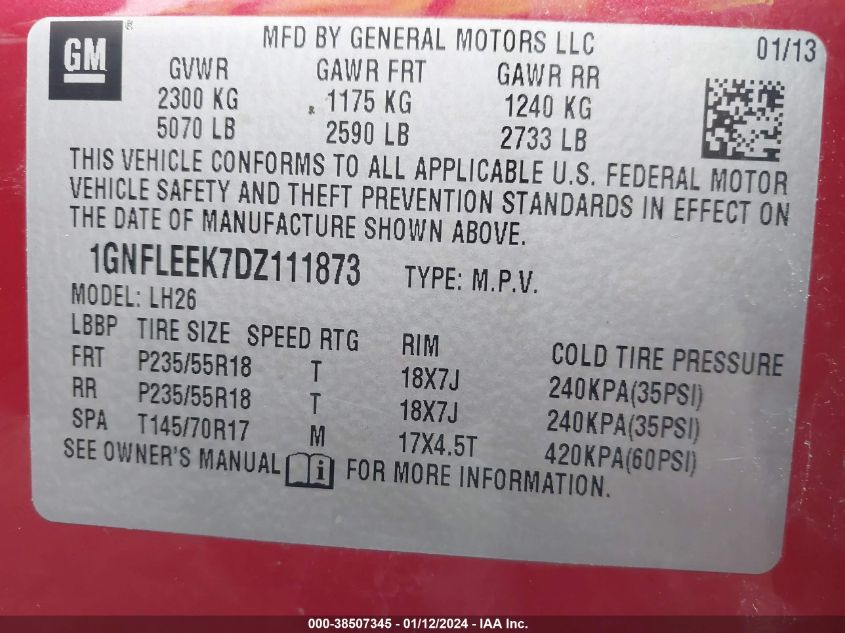 GM
MFD BY GENERAL MOTORS LLC 01/13
GVWR GAWR FRT GAWR RR
2300 KG 1175 KG 1240 KG
5070 LB 2590 LB 2733 LB
THIS VEHICLE CONFORMS TO ALL APPLICABLE U.S. FEDERAL MOTOR
VEHICLE SAFETY AND THEFT PREVENTION STANDARDS IN EFFECT ON
THE DATE OF MANUFACTURE SHOWN ABOVE.
1GNFLEEK7DZ111873 TYPE: M.P.V.
MODEL: LH26
LBBP TIRE SIZE SPEED RTG RIM COLD TIRE PRESSURE
FRT P235/55R18 T 18X7J 240KPA(35PSI)
RR P235/55R18 T 18X7J 240KPA(35PSI)
SPA T145/70R17 M 17X4.5T 420KPA(60PSI)
SEE OWNER'S MANUAL i FOR MORE INFORMATION.
000-38507345 - 01/12/2024 - IAA Inc.